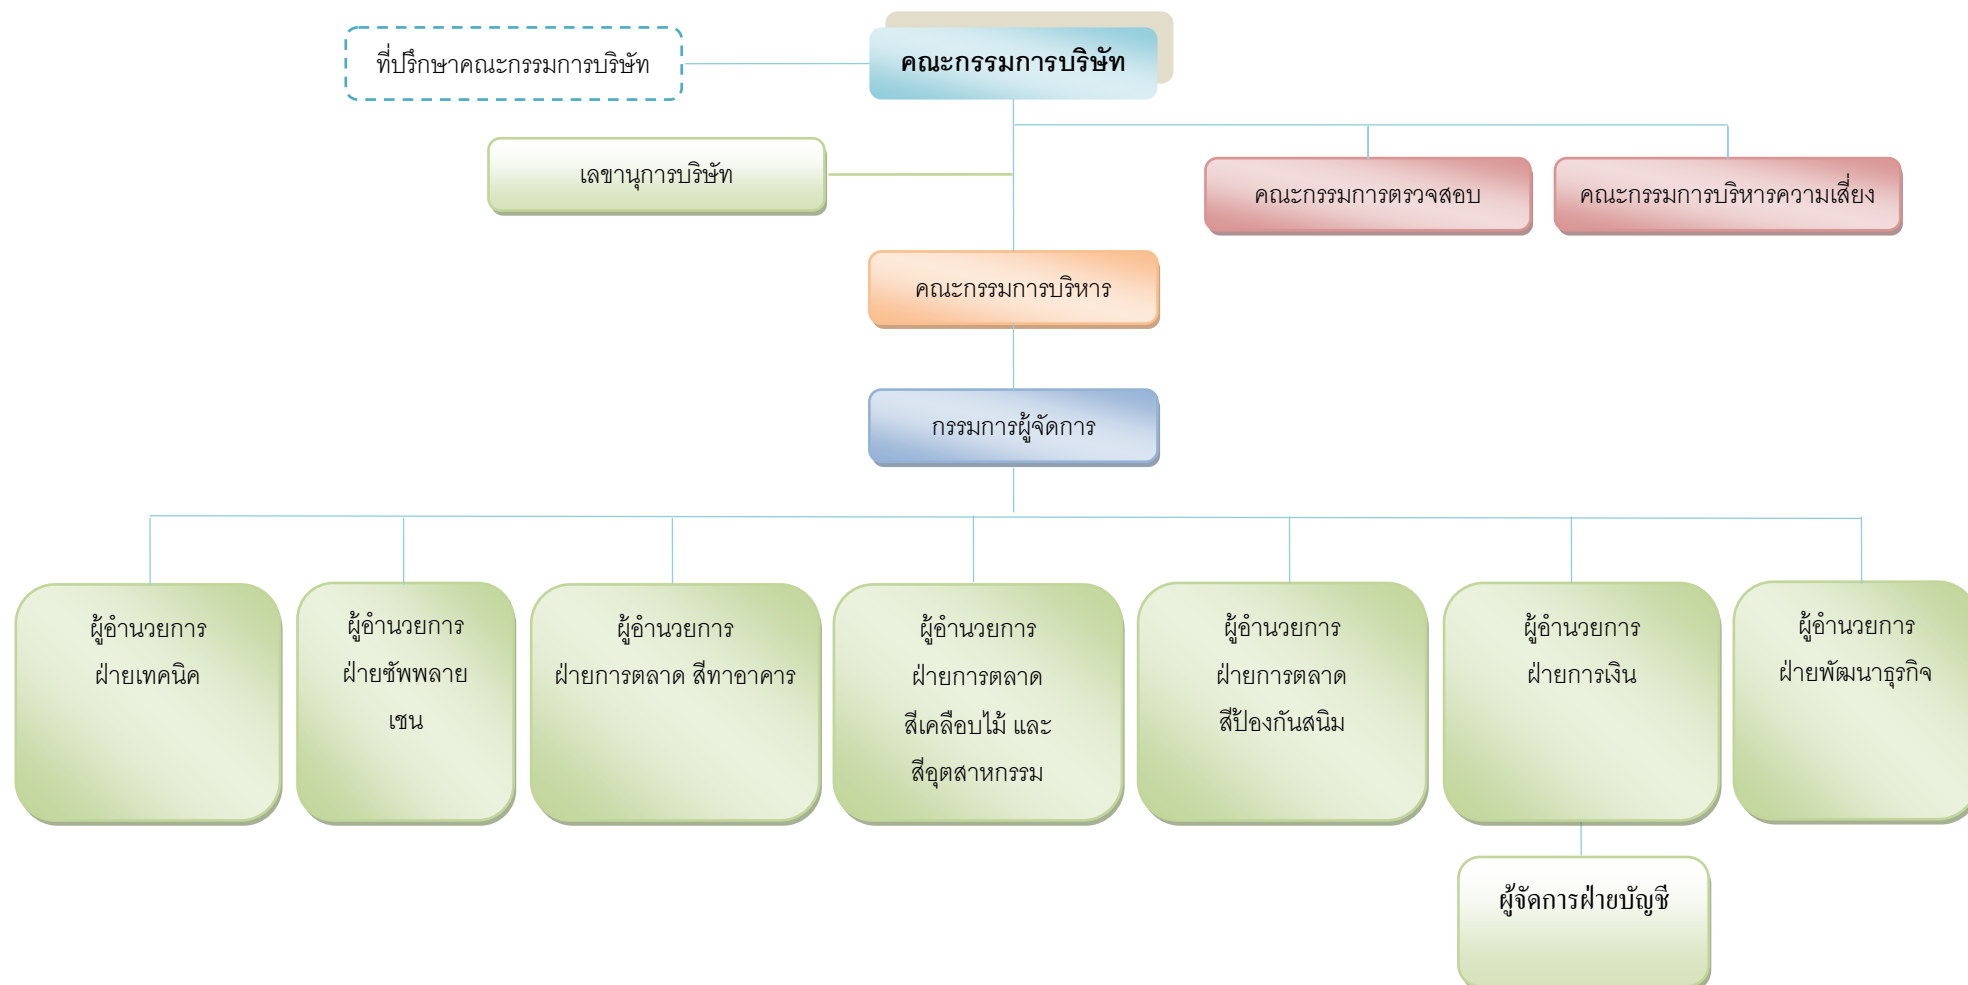 ที่ปรึกษาคณะกรรมการบริษัท
คณะกรรมการบริษัท
เลขานุการบริษัท
คณะกรรมการตรวจสอบ
คณะกรรมการบริหารความเสี่ยง
คณะกรรมการบริหาร
กรรมการผู้จัดการ
ผู้อำนวยการ
ฝ่ายเทคนิค
ผู้อำนวยการ
ฝ่ายซัพพลาย
เชน
ผู้อำนวยการ
ฝ่ายการตลาด สีทาอาคาร
ผู้อำนวยการ
ฝ่ายการตลาด
สีเคลือบไม้ และ
สีอุตสาหกรรม
ผู้อำนวยการ
ฝ่ายการตลาด
สีป้องกันสนิม
ผู้อำนวยการ
ฝ่ายการเงิน
ผู้อำนวยการ
ฝ่ายพัฒนาธุรกิจ
ผู้จัดการฝ่ายบัญชี